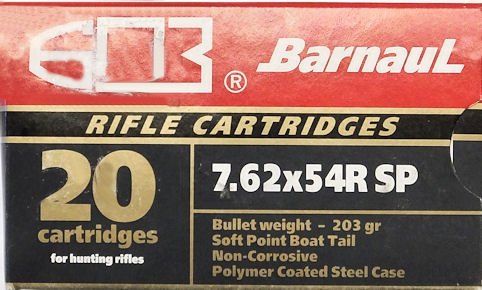 ® BarnauL
RIFLE CARTRIDGES
20
cartridges
for hunting rifles
7.62x54R SP
Bullet weight - 203 gr
Soft Point Boat Tail
Non-Corrosive
Polymer Coated Steel Case